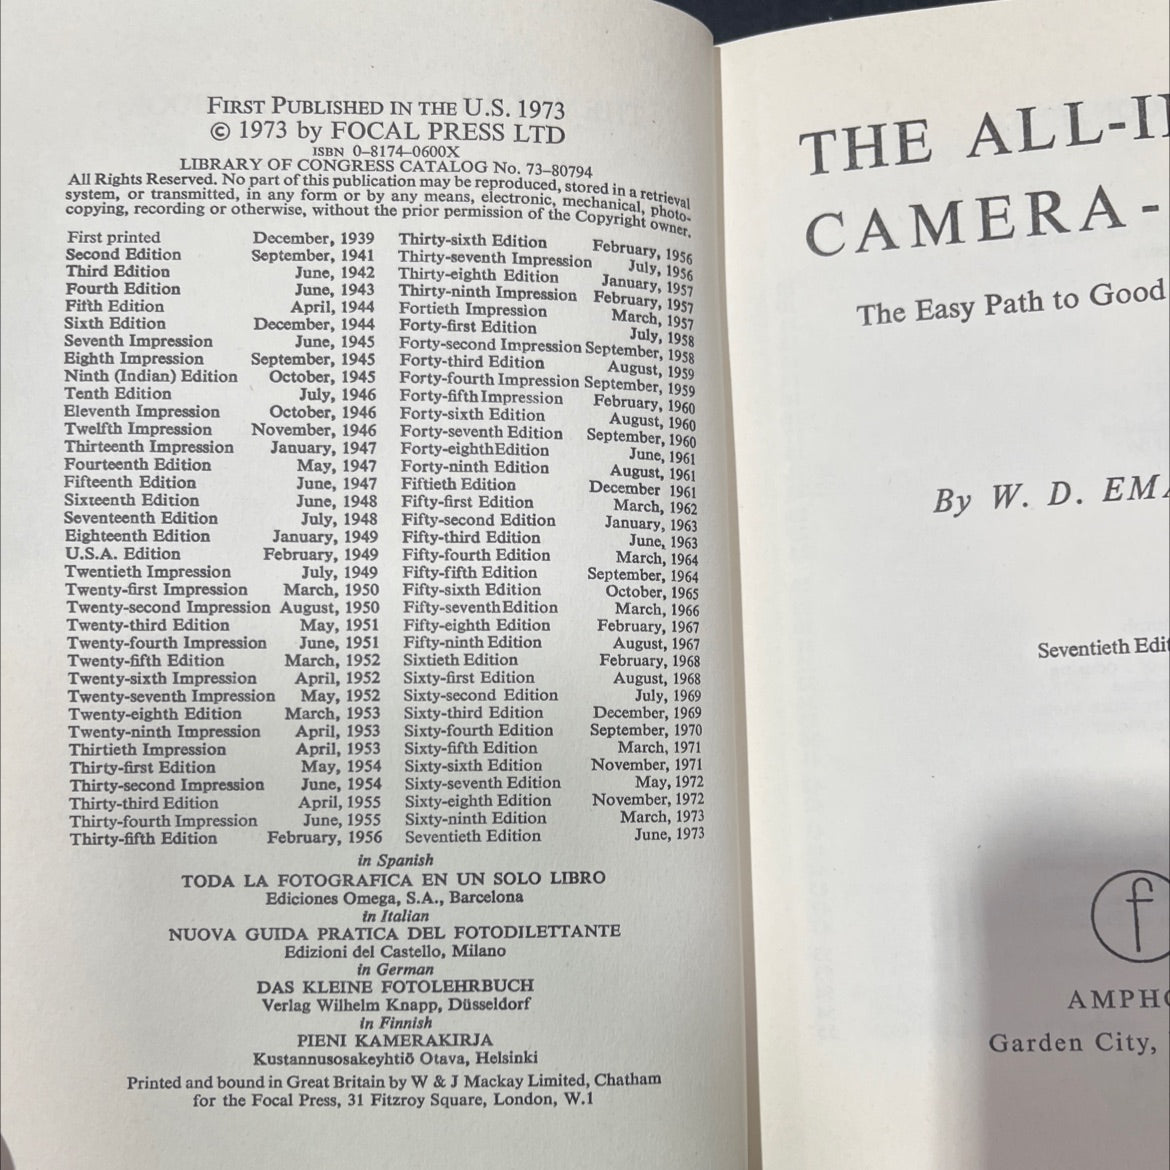 FIRST PUBLISHED IN THE U.S. 1973
© 1973 by FOCAL PRESS LTD
ISBN 0–8174–0600X
LIBRARY OF CONGRESS CATALOG No. 73–80794
All Rights Reserved. No part of this publication may be reproduced, stored in a retrieval
system, or transmitted, in any form or by any means, electronic, mechanical, photo-
copying, recording or otherwise, without the prior permission of the Copyright owner.
First printed December, 1939
Second Edition September, 1941
Third Edition June, 1942
Fourth Edition June, 1943
Fifth Edition April, 1944
Sixth Edition December, 1944
Seventh Impression June, 1945
Eighth Impression September, 1945
Ninth (Indian) Edition October, 1945
Tenth Edition July, 1946
Eleventh Impression October, 1946
Twelfth Impression November, 1946
Thirteenth Impression January, 1947
Fourteenth Edition May, 1947
Fifteenth Edition June, 1947
Sixteenth Edition June, 1948
Seventeenth Edition July, 1948
Eighteenth Edition January, 1949
U.S.A. Edition February, 1949
Twentieth Impression July, 1949
Twenty-first Impression March, 1950
Twenty-second Impression August, 1950
Twenty-third Edition May, 1951
Twenty-fourth Impression June, 1951
Twenty-fifth Edition March, 1952
Twenty-sixth Impression April, 1952
Twenty-seventh Impression May, 1952
Twenty-eighth Edition March, 1953
Twenty-ninth Impression April, 1953
Thirtieth Impression April, 1953
Thirty-first Edition May, 1954
Thirty-second Impression June, 1954
Thirty-third Edition April, 1955
Thirty-fourth Impression June, 1955
Thirty-fifth Edition February, 1956
Thirty-sixth Edition February, 1956
Thirty-seventh Impression July, 1956
Thirty-eighth Edition January, 1957
Thirty-ninth Impression February, 1957
Fortieth Impression March, 1957
Forty-first Edition July, 1958
Forty-second Impression September, 1958
Forty-third Edition August, 1959
Forty-fourth Impression September, 1959
Forty-fifth Impression February, 1960
Forty-sixth Edition August, 1960
Forty-seventh Edition September, 1960
Forty-eighth Edition June, 1961
Forty-ninth Edition August, 1961
Fiftieth Edition December 1961
Fifty-first Edition March, 1962
Fifty-second Edition January, 1963
Fifty-third Edition June, 1963
Fifty-fourth Edition March, 1964
Fifty-fifth Edition September, 1964
Fifty-sixth Edition October, 1965
Fifty-seventh Edition March, 1966
Fifty-eighth Edition February, 1967
Fifty-ninth Edition August, 1967
Sixtieth Edition February, 1968
Sixty-first Edition August, 1968
Sixty-second Edition July, 1969
Sixty-third Edition December, 1969
Sixty-fourth Edition September, 1970
Sixty-fifth Edition March, 1971
Sixty-sixth Edition November, 1971
Sixty-seventh Edition May, 1972
Sixty-eighth Edition November, 1972
Sixty-ninth Edition March, 1973
Seventieth Edition June, 1973
in Spanish
TODA LA FOTOGRAFICA EN UN SOLO LIBRO
Ediciones Omega, S.A., Barcelona
in Italian
NUOVA GUIDA PRATICA DEL FOTODILETTANTE
Edizioni del Castello, Milano
in German
DAS KLEINE FOTOLEHRBUCH
Verlag Wilhelm Knapp, Düsseldorf
in Finnish
PIENI KAMERAKIRJA
Kustannusosakeyhtiö Otava, Helsinki
Printed and bound in Great Britain by W & J Mackay Limited, Chatham
for the Focal Press, 31 Fitzroy Square, London, W.1
THE ALL-I
CAMERA-
The Easy Path to Good
By W. D. EMA
Seventieth Edit
f
AMPHO
Garden City,